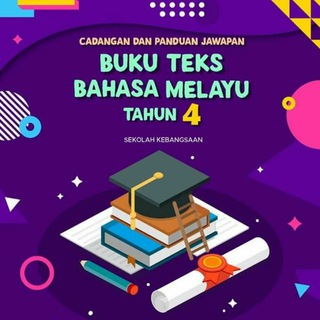 CADANGAN DAN PANDUAN JAWAPAN
BUKU TEKS
BAHASA MELAYU
TAHUN 4
SEKOLAH KEBANGSAAN